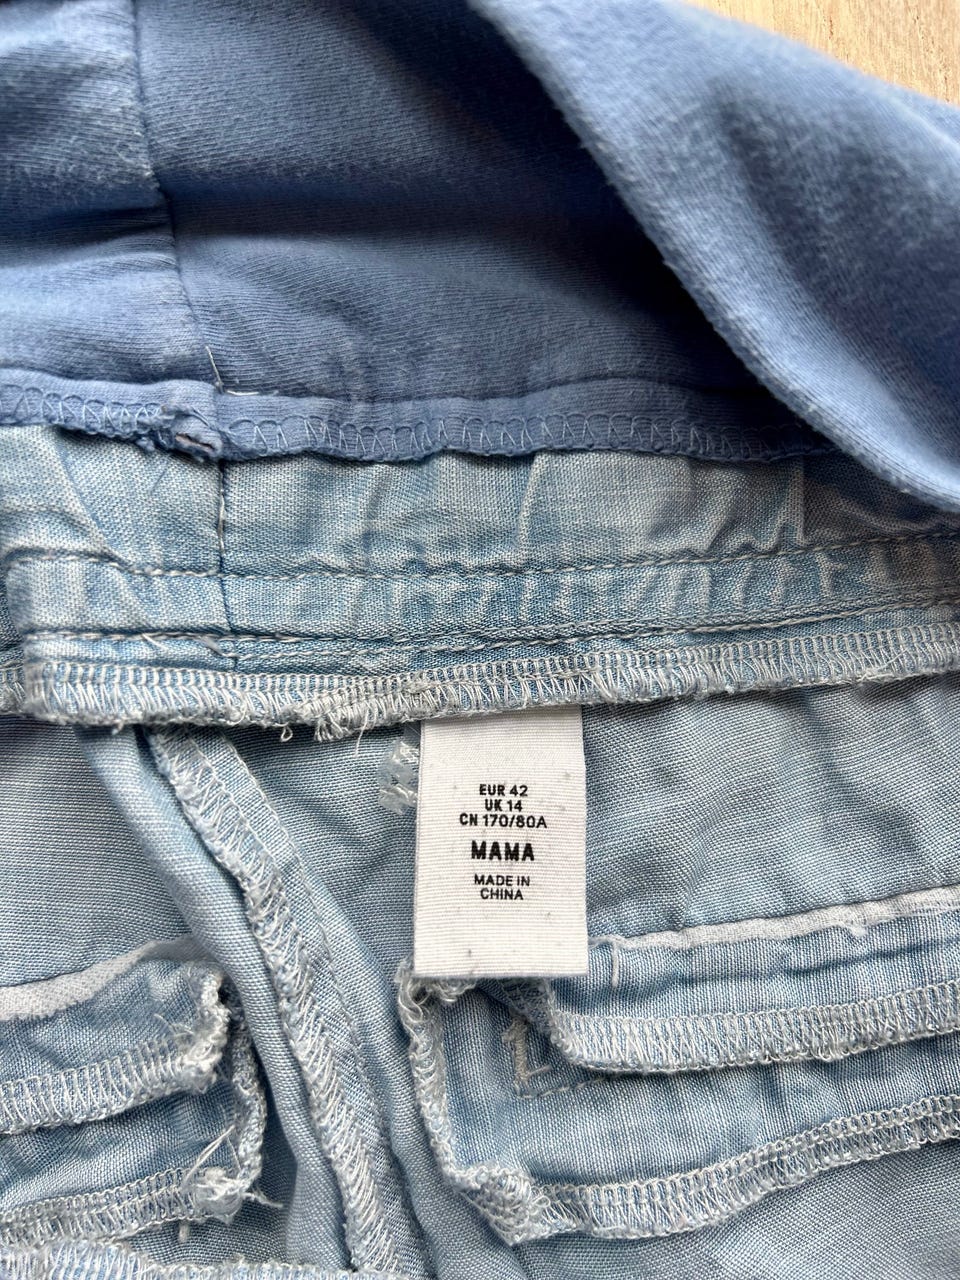 EUR 42
UK 14
CN 170/80A
MAMA
MADE IN
CHINA